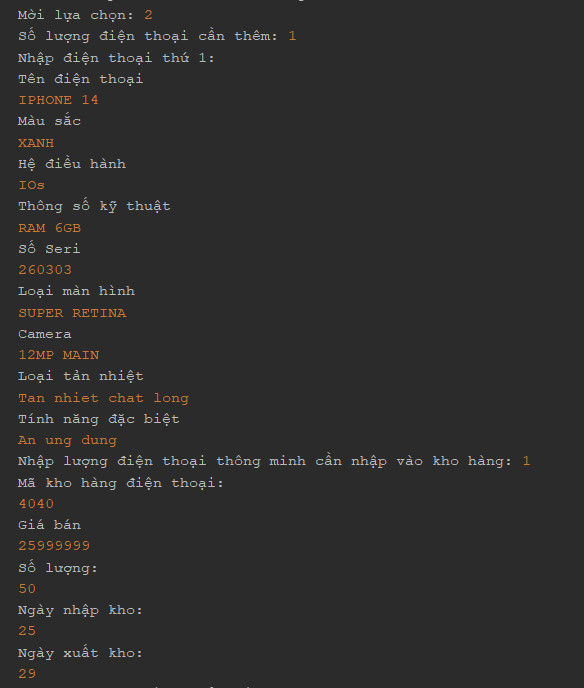 Mời lựa chọn: 2
Số lượng điện thoại cần thêm: 1
Nhập điện thoại thứ 1:
Tên điện thoại
IPHONE 14
Màu sắc
XANH
Hệ điều hành
IOs
Thông số kỹ thuật
RAM 6GB
Số Seri
260303
Loại màn hình
SUPER RETINA
Camera
12MP MAIN
Loại tản nhiệt
Tan nhiet chat long
Tính năng đặc biệt
An ung dung
Nhập lượng điện thoại thông minh cần nhập vào kho hàng: 1
Mã kho hàng điện thoại:
4040
Giá bán
25999999
Số lượng:
50
Ngày nhập kho:
25
Ngày xuất kho:
29